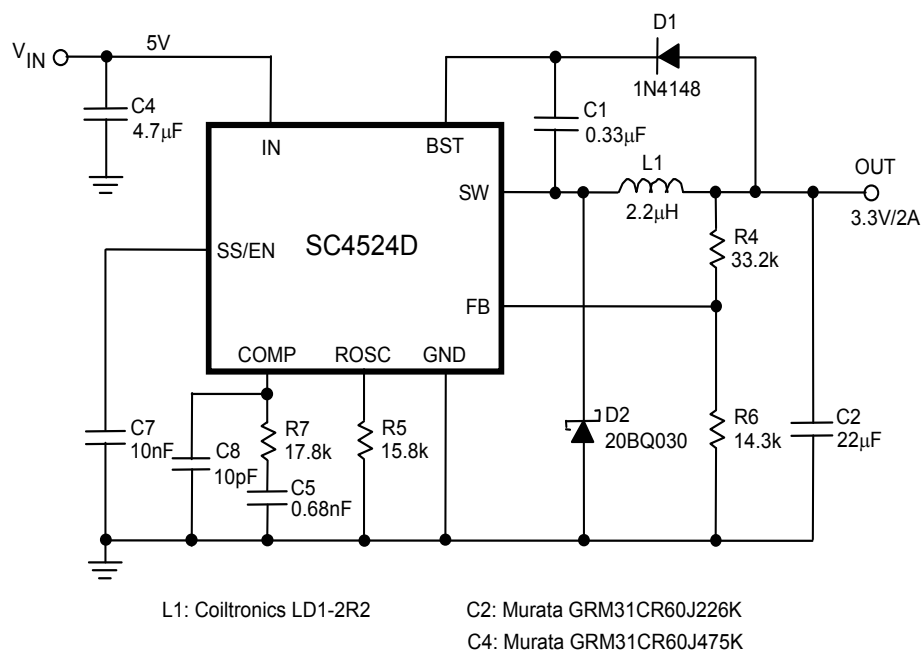 D1
V_IN
5V
1N4148
C4
4.7µF
C1
0.33µF
IN
BST
L1
OUT
SW
2.2µH
3.3V/2A
SC4524D
SS/EN
R4
33.2k
FB
COMP
ROSC
GND
C7
10nF
C8
10pF
R7
17.8k
R5
15.8k
D2
20BQ030
R6
14.3k
C2
22µF
C5
0.68nF
L1: Coiltronics LD1-2R2
C2: Murata GRM31CR60J226K
C4: Murata GRM31CR60J475K